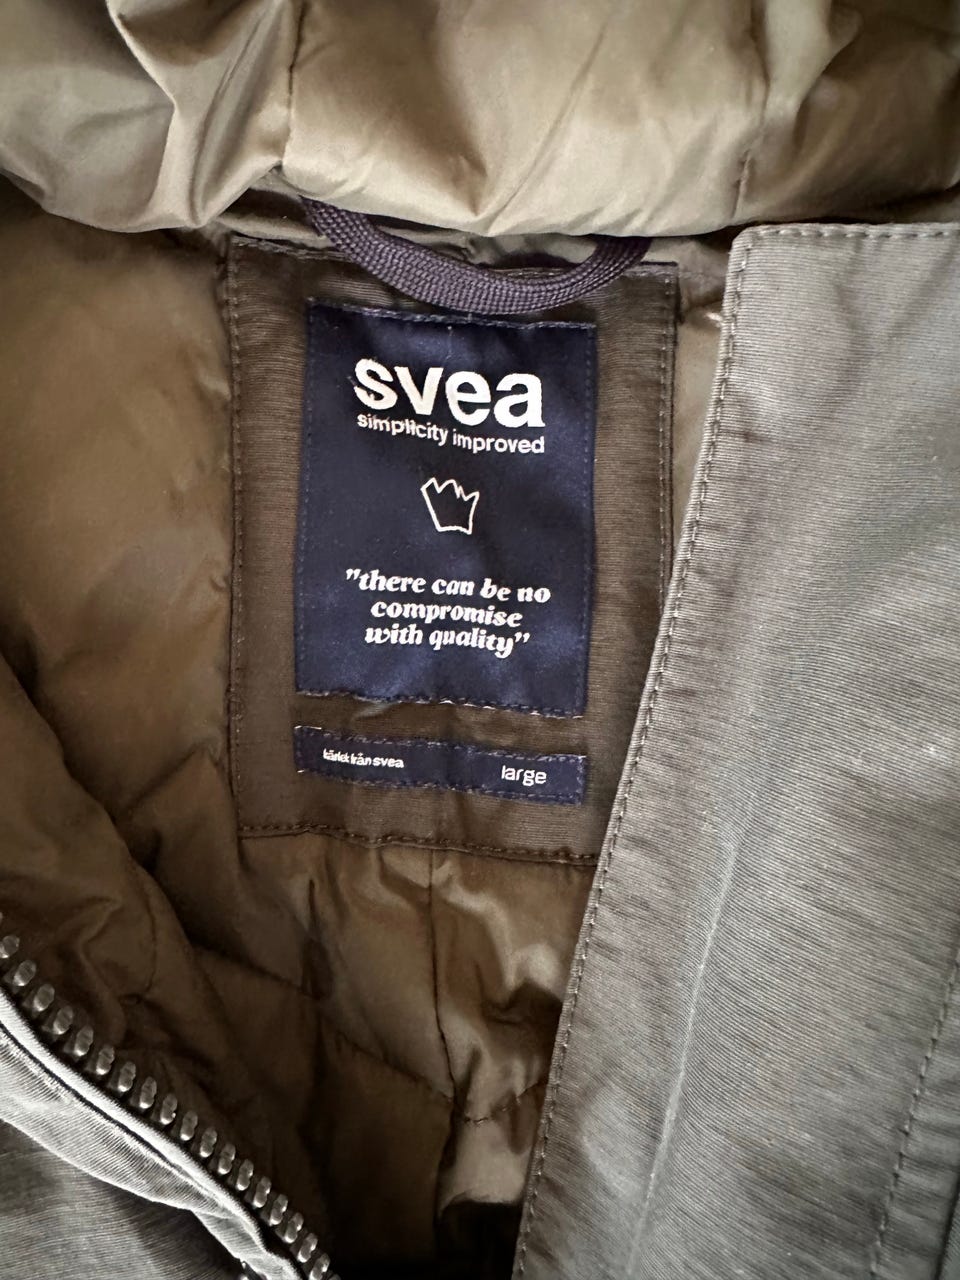 svea
simplicity improved
"there can be no
compromise
with quality"
kärlek från svea
large